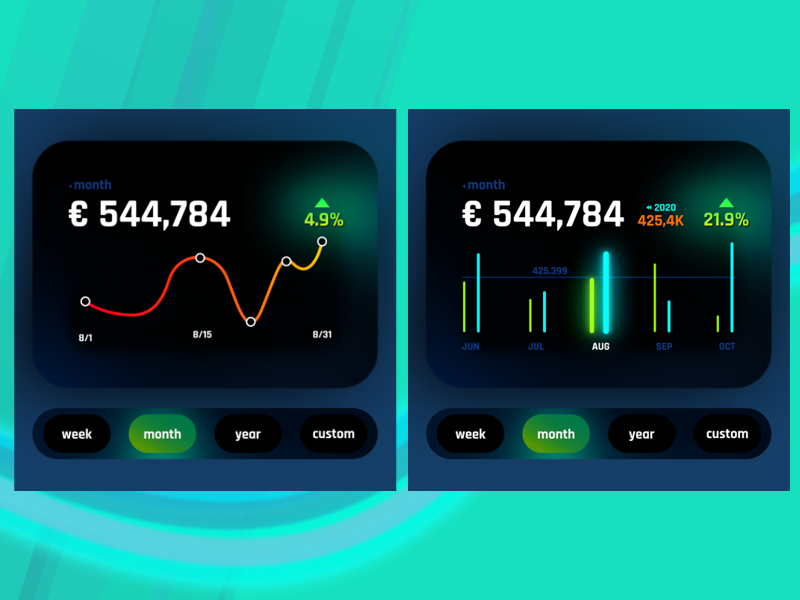 month
€ 544,784
4.9%
8/1
8/15
8/31
week
month
year
custom
month
€ 544,784
2020
425,4K
21.9%
425,399
JUN
JUL
AUG
SEP
OCT
week
month
year
custom